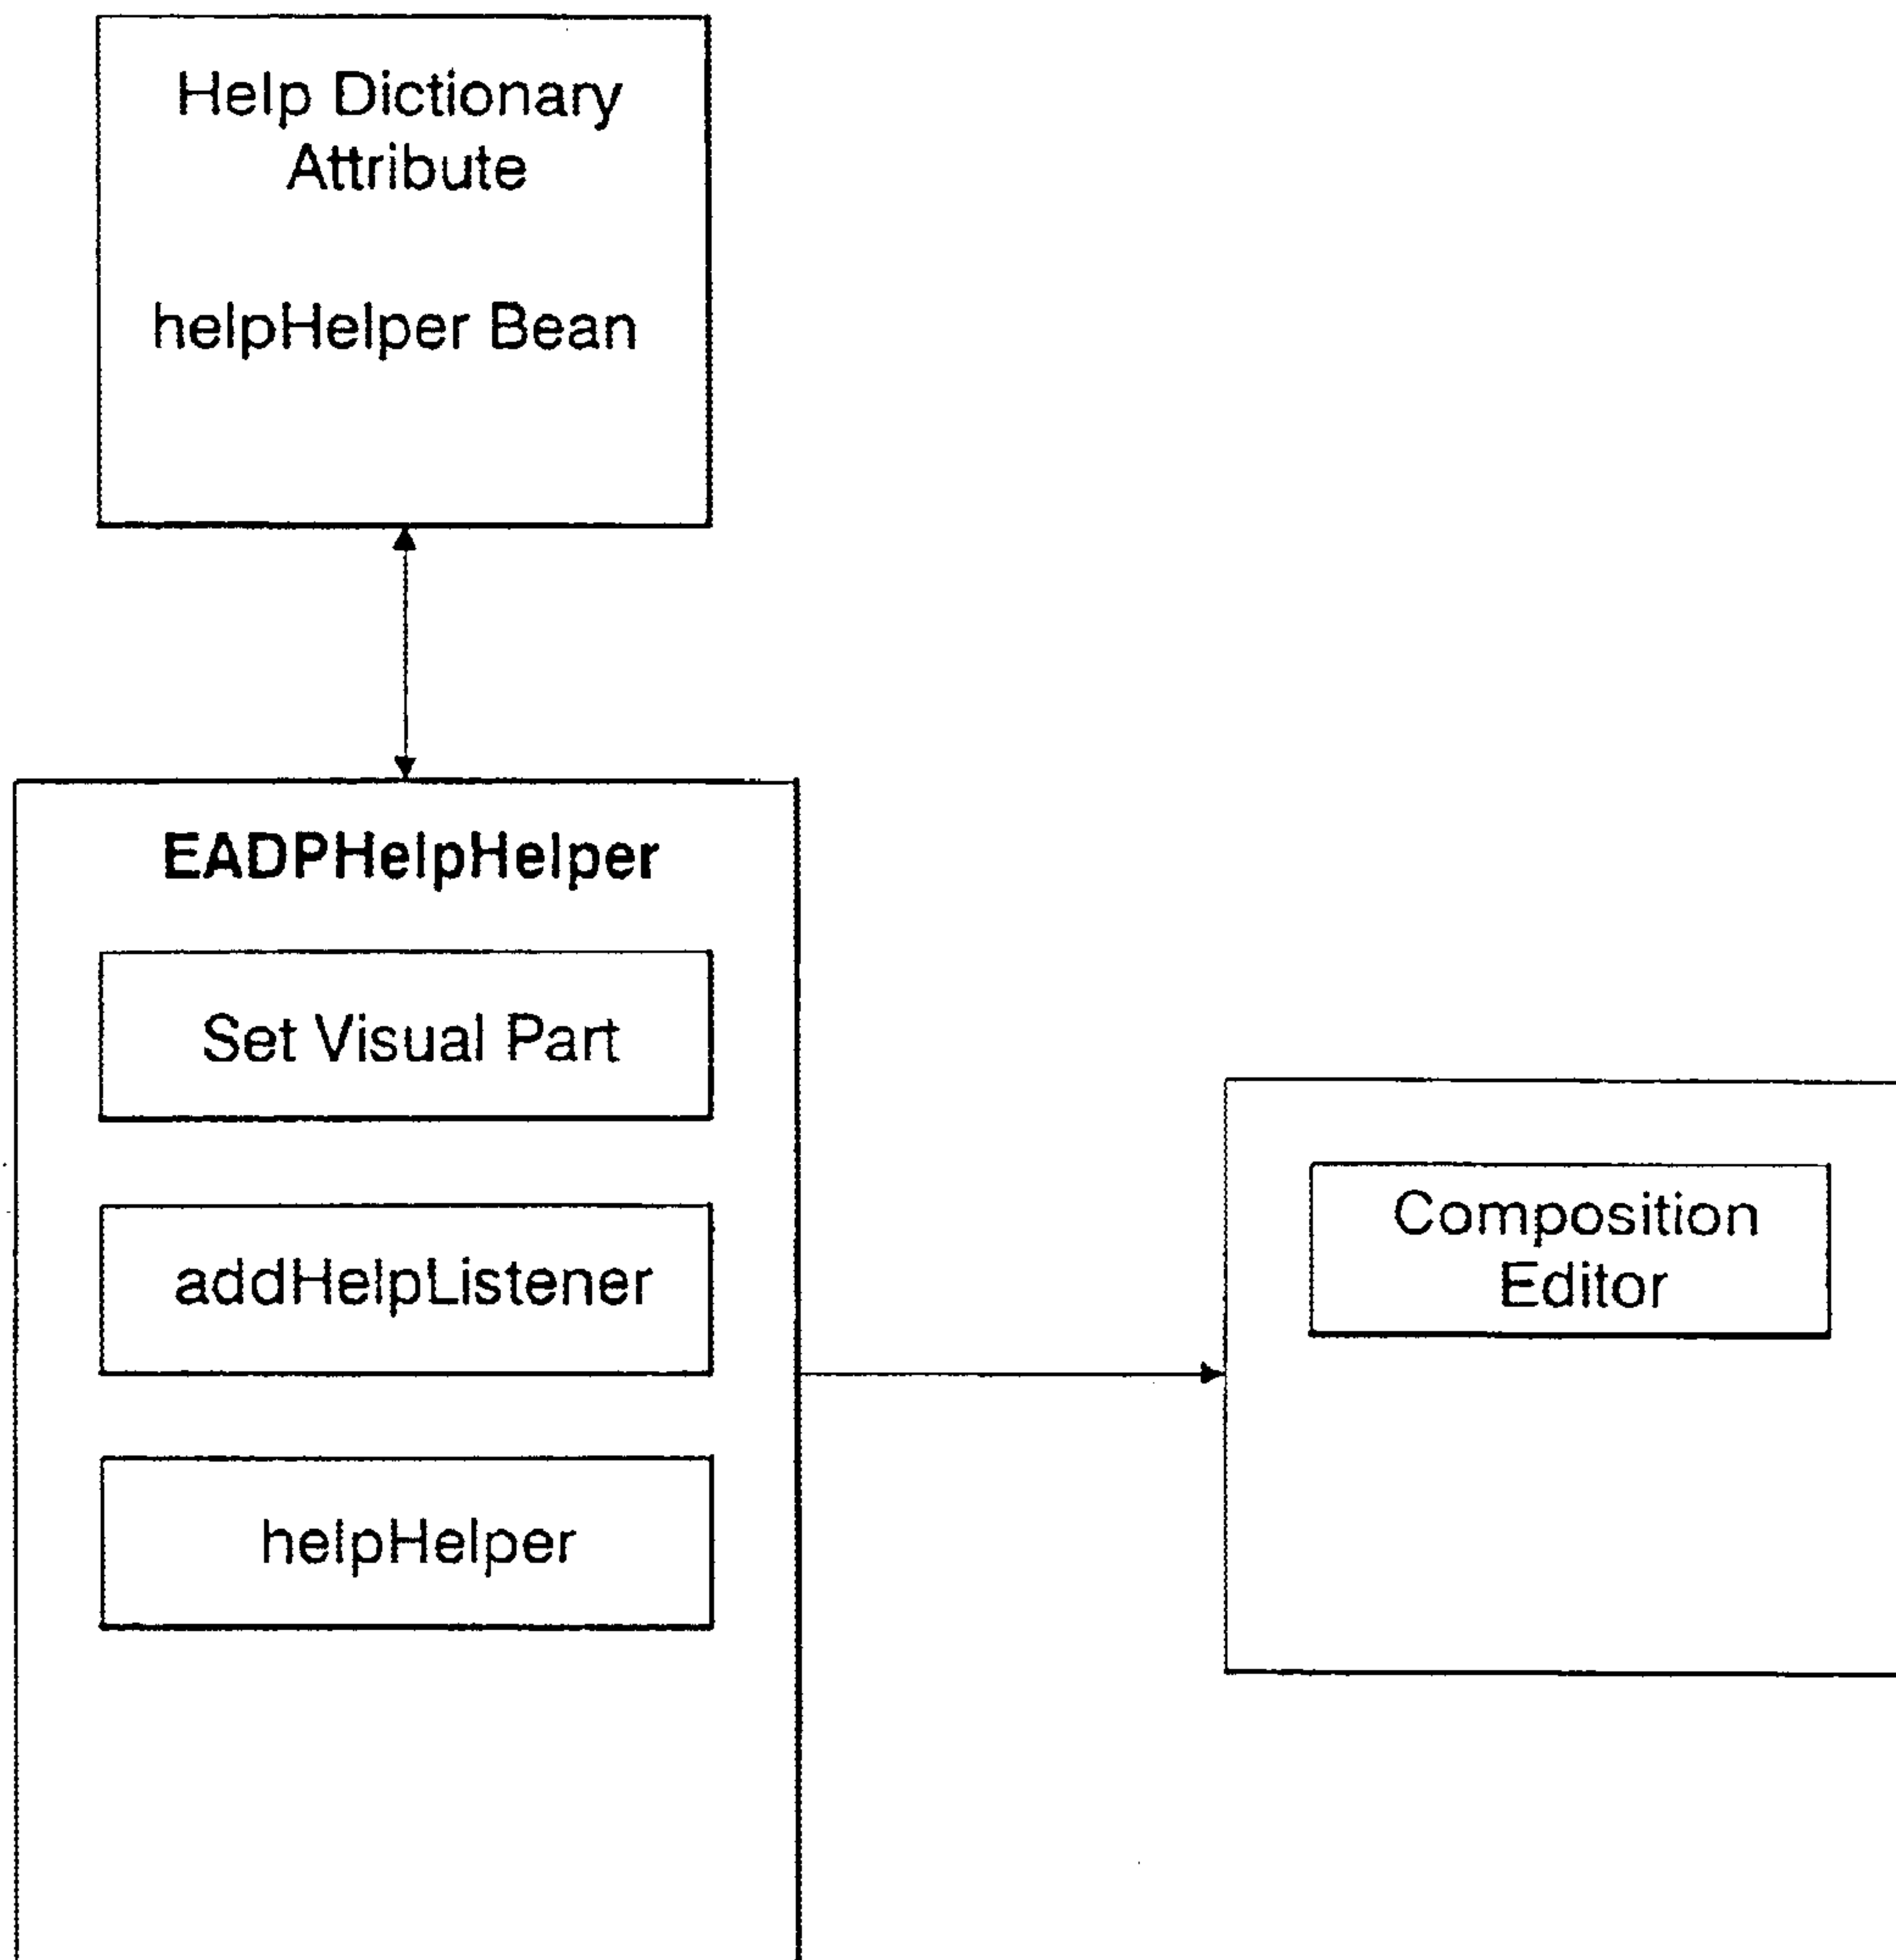 Help Dictionary
Attribute
helpHelper Bean
EADPHelpHelper
Set Visual Part
addHelpListener
helpHelper
Composition
Editor